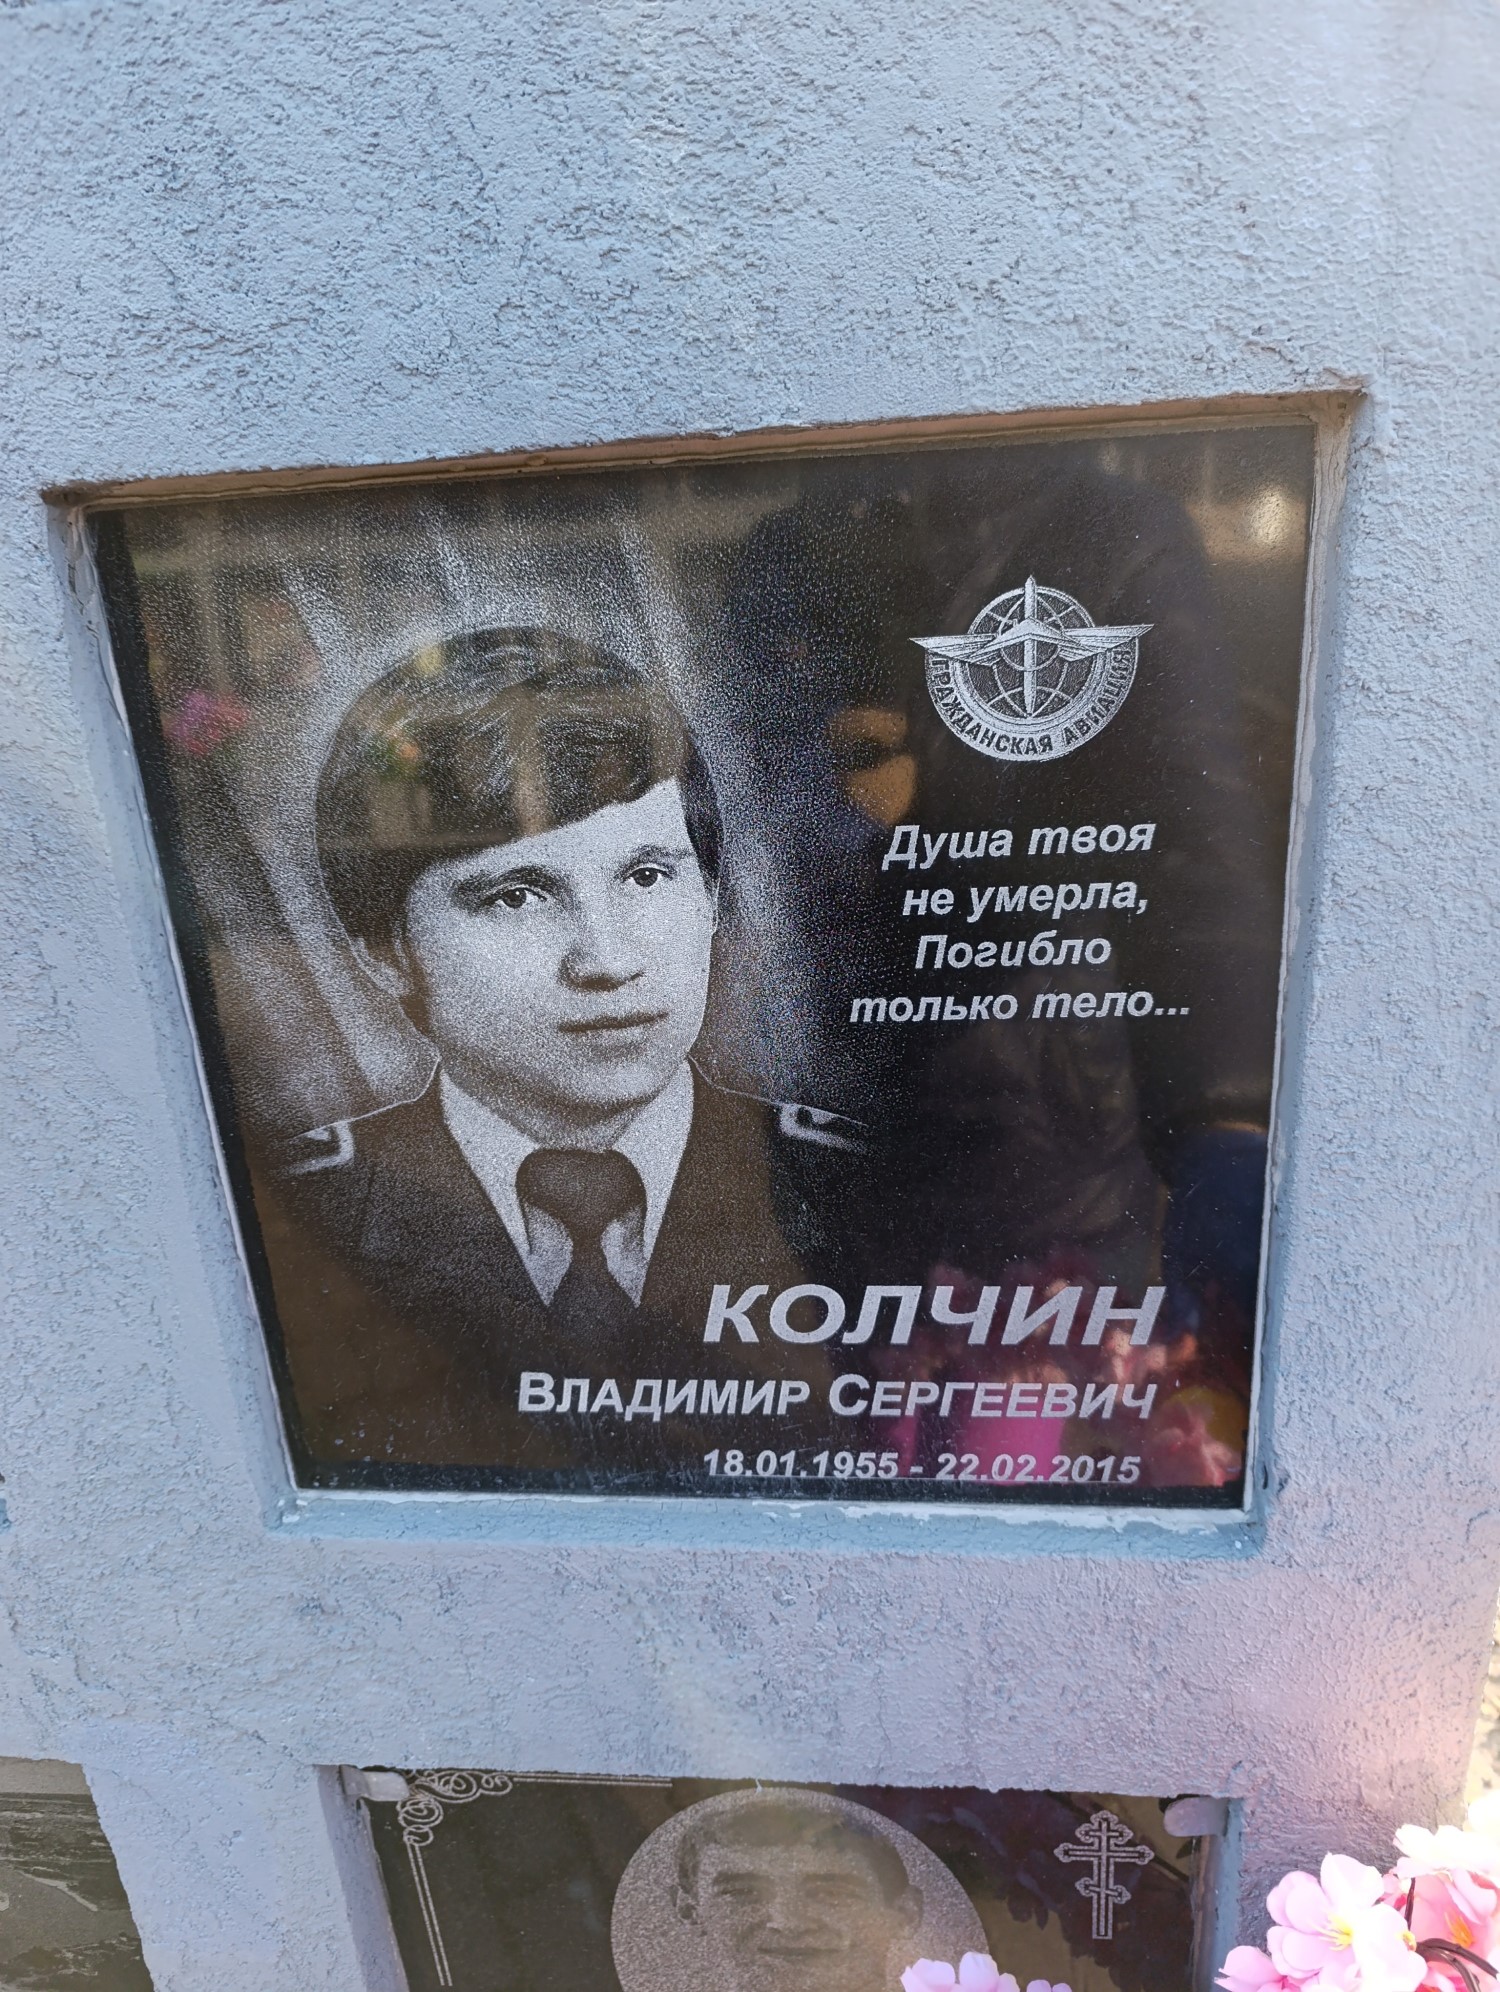 ГРАЖДАНСКАЯ АВИАЦИЯ
Душа твоя
не умерла,
Погибло
только тело...
КОЛЧИН
ВЛАДИМИР СЕРГЕЕВИЧ
18.01.1955 - 22.02.2015